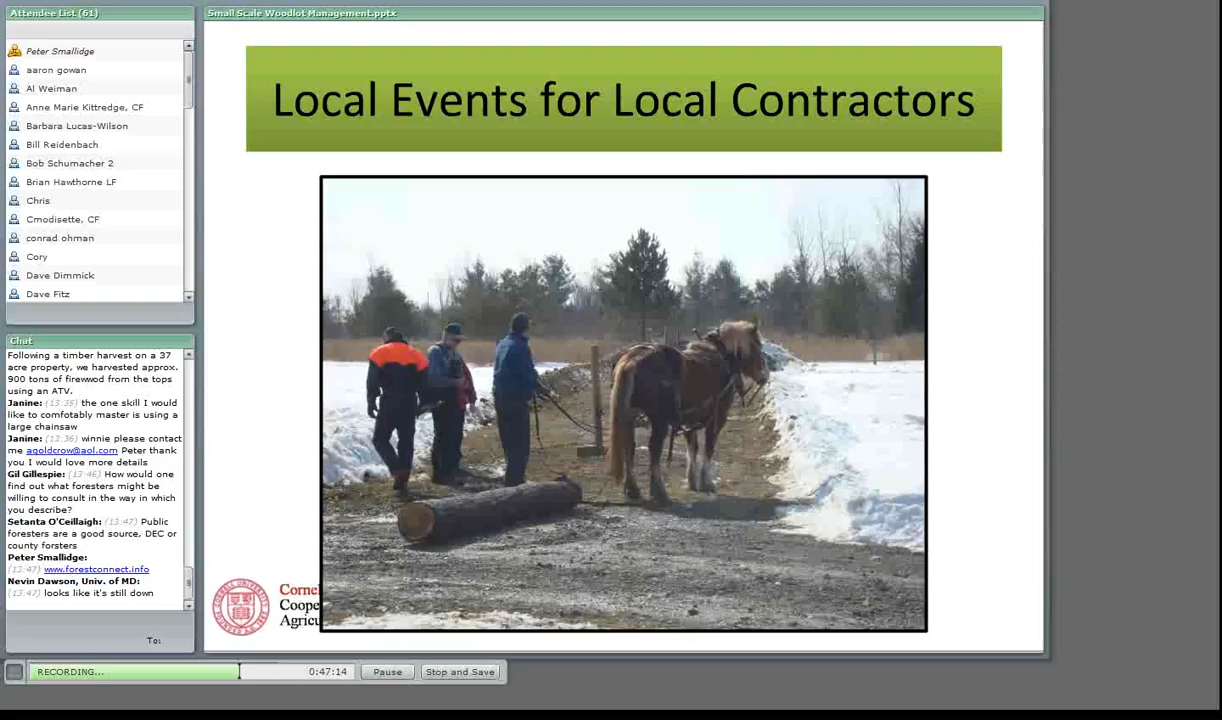 Attendee List (61)
Peter Smallidge
aaron gowan
Al Weiman
Anne Marie Kittredge, CF
Barbara Lucas-Wilson
Bill Reidenbach
Bob Schumacher 2
Brian Hawthorne LF
Chris
Cmodisette, CF
conrad ohman
Cory
Dave Dimmick
Dave Fitz
Chat
Following a timber harvest on a 37
acre property, we harvested approx.
900 tons of firewod from the tops
using an ATV.
Janine: (13:35) the one skill I would
like to comfotably master is using a
large chainsaw
Janine: (13:36) winnie please contact
me agoldcrow@aol.com Peter thank
you I would love more details
Gil Gillespie: (13:46) How would one
find out what foresters might be
willing to consult in the way in which
you describe?
Setanta O'Ceillaigh: (13:47) Public
foresters are a good source, DEC or
county forsters
Peter Smallidge:
(13:47) www.forestconnect.info
Nevin Dawson, Univ. of MD:
(13:47) looks like it's still down
To:
Small Scale Woodlot Management.pptx
Local Events for Local Contractors
Cornel
Coope
Agricu
RECORDING...
0:47:14
Pause
Stop and Save